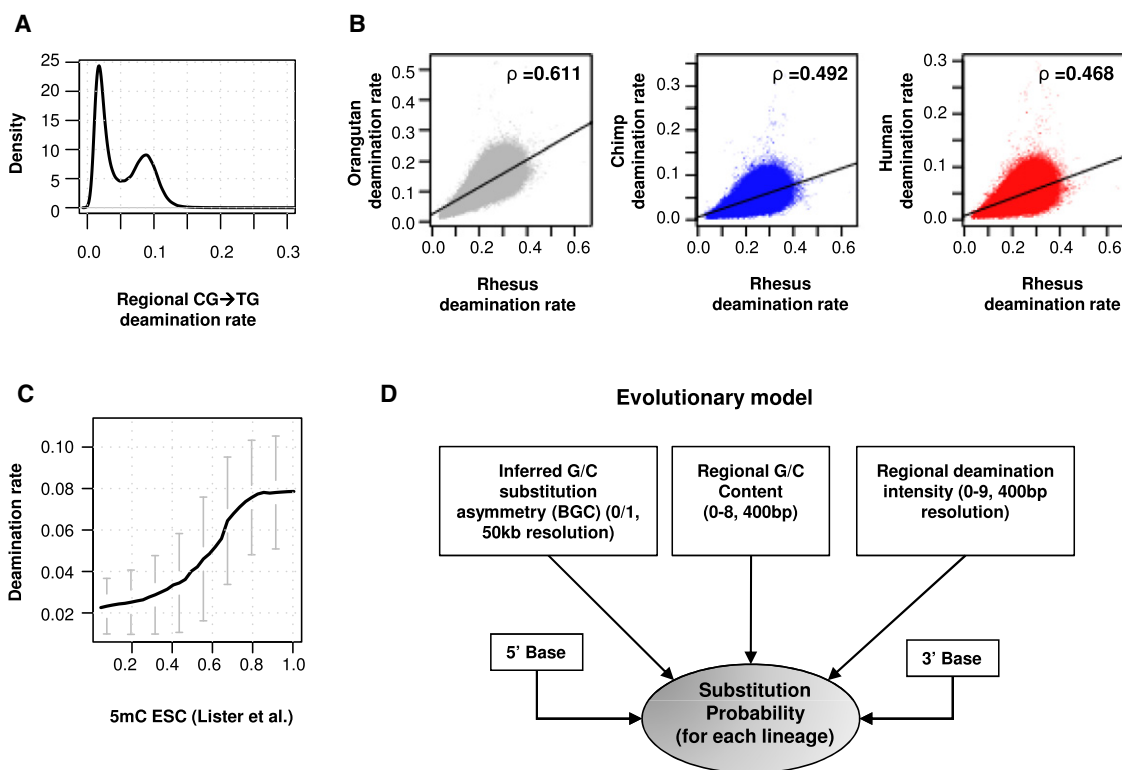 A
25
20
15
10
5
0
Density
0.0
0.1
0.2
0.3
Regional CG→TG
deamination rate
B
0.5
0.4
0.3
0.2
0.1
0.0
Orangutan
deamination rate
ρ =0.611
0.0
0.2
0.4
0.6
Rhesus
deamination rate
0.3
0.2
0.1
0.0
Chimp
deamination rate
ρ =0.492
0.0
0.2
0.4
0.6
Rhesus
deamination rate
0.3
0.2
0.1
0.0
Human
deamination rate
ρ =0.468
0.0
0.2
0.4
0.6
Rhesus
deamination rate
C
0.10
0.08
0.06
0.04
0.02
Deamination rate
0.2
0.4
0.6
0.8
1.0
5mC ESC (Lister et al.)
D
Evolutionary model
Inferred G/C
substitution
asymmetry (BGC) (0/1,
50kb resolution)
Regional G/C
Content
(0-8, 400bp)
Regional deamination
intensity (0-9, 400bp
resolution)
5' Base
3' Base
Substitution
Probability
(for each lineage)